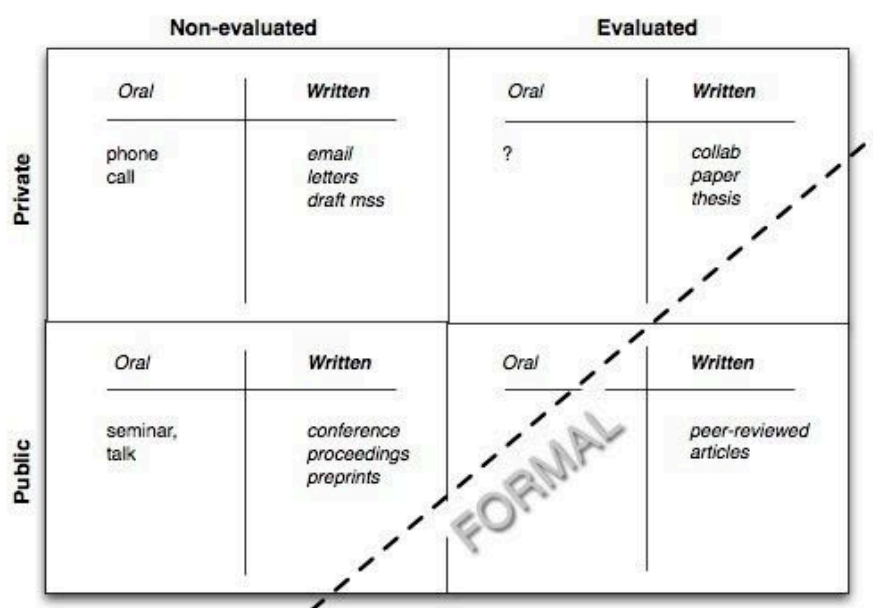 Non-evaluated
Evaluated
Private
Oral
Written
phone
call
email
letters
draft mss
Oral
Written
?
collab
paper
thesis
Public
Oral
Written
seminar,
talk
conference
proceedings
preprints
Oral
Written
peer-reviewed
articles
FORMAL